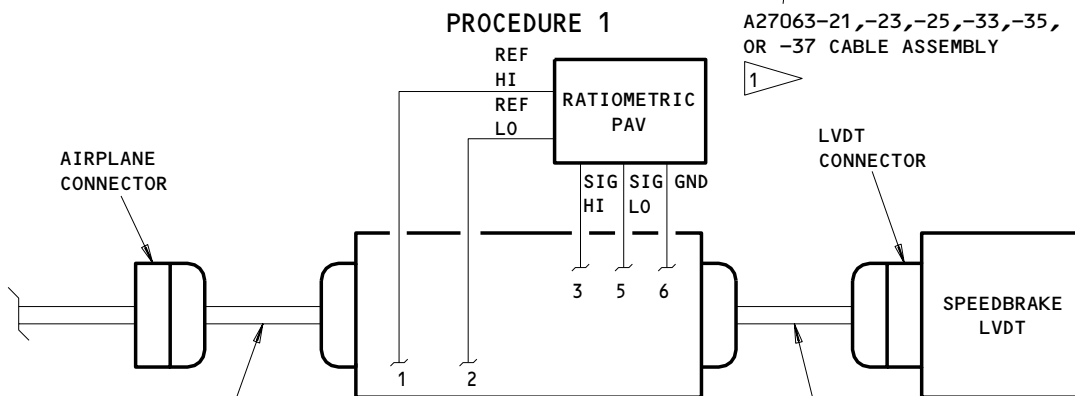 PROCEDURE 1
A27063-21,-23,-25,-33,-35,
OR -37 CABLE ASSEMBLY
1
REF
HI
REF
LO
RATIOMETRIC
PAV
AIRPLANE
CONNECTOR
LVDT
CONNECTOR
SIG
HI
SIG
LO
GND
3 5 6
SPEEDBRAKE
LVDT
1 2